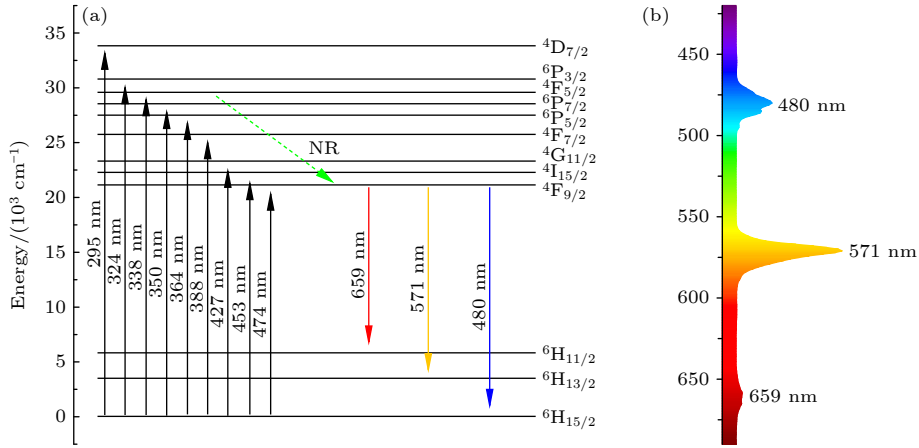 (a)
Energy/(10³ cm⁻¹)
35
30
25
20
15
10
5
0
295 nm
324 nm
338 nm
350 nm
364 nm
388 nm
427 nm
453 nm
474 nm
NR
659 nm
571 nm
480 nm
⁴D₇/₂
⁶P₃/₂
⁴F₅/₂
⁶P₇/₂
⁶P₅/₂
⁴F₇/₂
⁴G₁₁/₂
⁴I₁₅/₂
⁴F₉/₂
⁶H₁₁/₂
⁶H₁₃/₂
⁶H₁₅/₂
(b)
450
500
550
600
650
480 nm
571 nm
659 nm